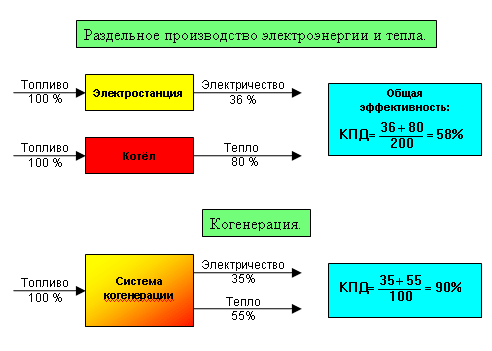 Раздельное производство электроэнергии и тепла.
Топливо
100 %
Электростанция
Электричество
36 %
Общая
эффективность:
КПД= 36 + 80 / 200 = 58%
Топливо
100 %
Котёл
Тепло
80 %
Когенерация.
Топливо
100 %
Система
когенерации
Электричество
35%
Тепло
55%
КПД= 35+ 55 / 100 = 90%